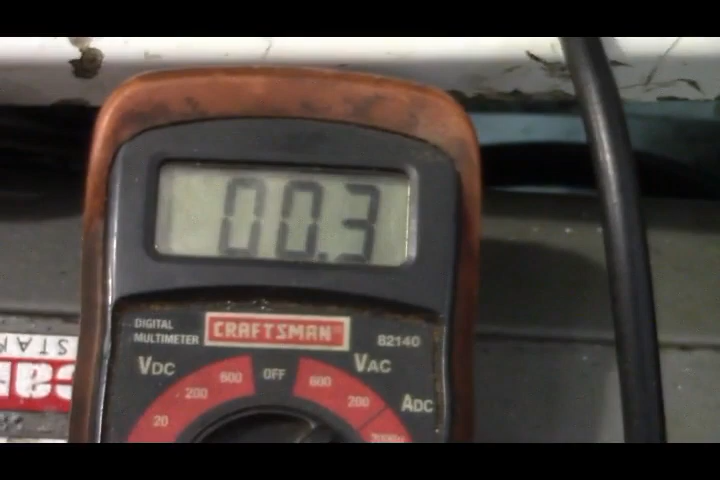 00.3
DIGITAL
MULTIMETER
CRAFTSMAN
82140
VDC
200
600
OFF
600
VAC
200
20
ADC